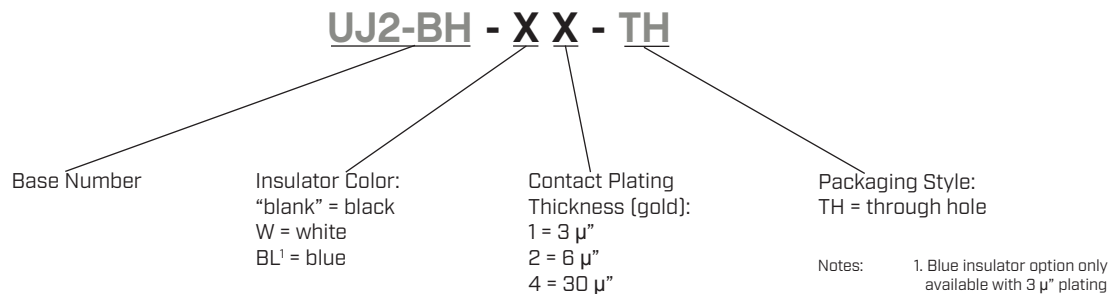 UJ2-BH - X X - TH
Base Number
Insulator Color:
“blank” = black
W = white
BL¹ = blue
Contact Plating
Thickness (gold):
1 = 3 µ”
2 = 6 µ”
4 = 30 µ”
Packaging Style:
TH = through hole
Notes: 1. Blue insulator option only
available with 3 µ” plating